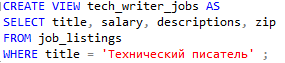 CREATE VIEW tech_writer_jobs AS
SELECT title, salary, descriptions, zip
FROM job_listings
WHERE title = 'Технический писатель' ;